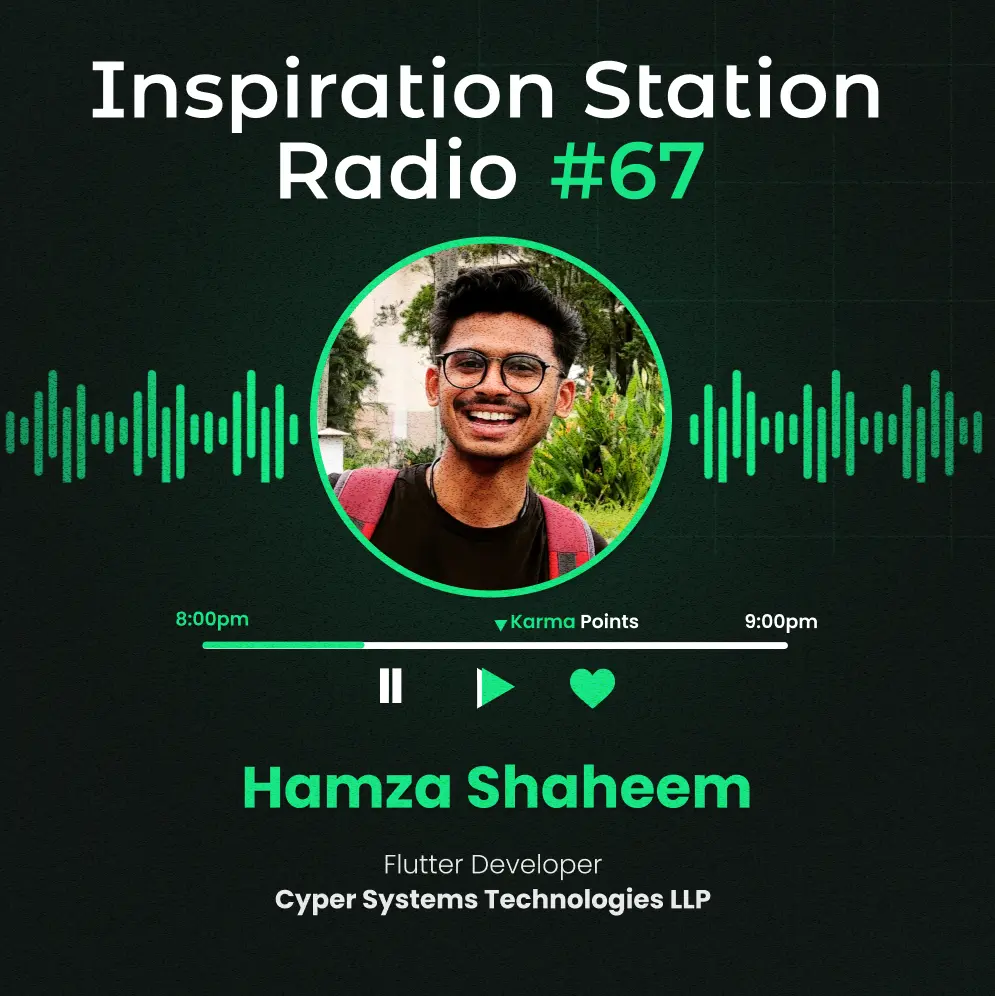 Inspiration Station
Radio #67
8:00pm
Karma Points
9:00pm
Hamza Shaheem
Flutter Developer
Cyper Systems Technologies LLP